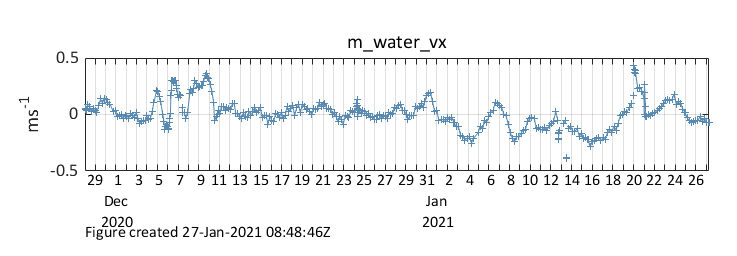 m_water_vx
0.5
0
-0.5
ms-1
29 1 3 5 7 9 11 13 15 17 19 21 23 25 27 29 31 2 4 6 8 10 12 14 16 18 20 22 24 26
Dec Jan
2020 2021
Figure created 27-Jan-2021 08:48:46Z